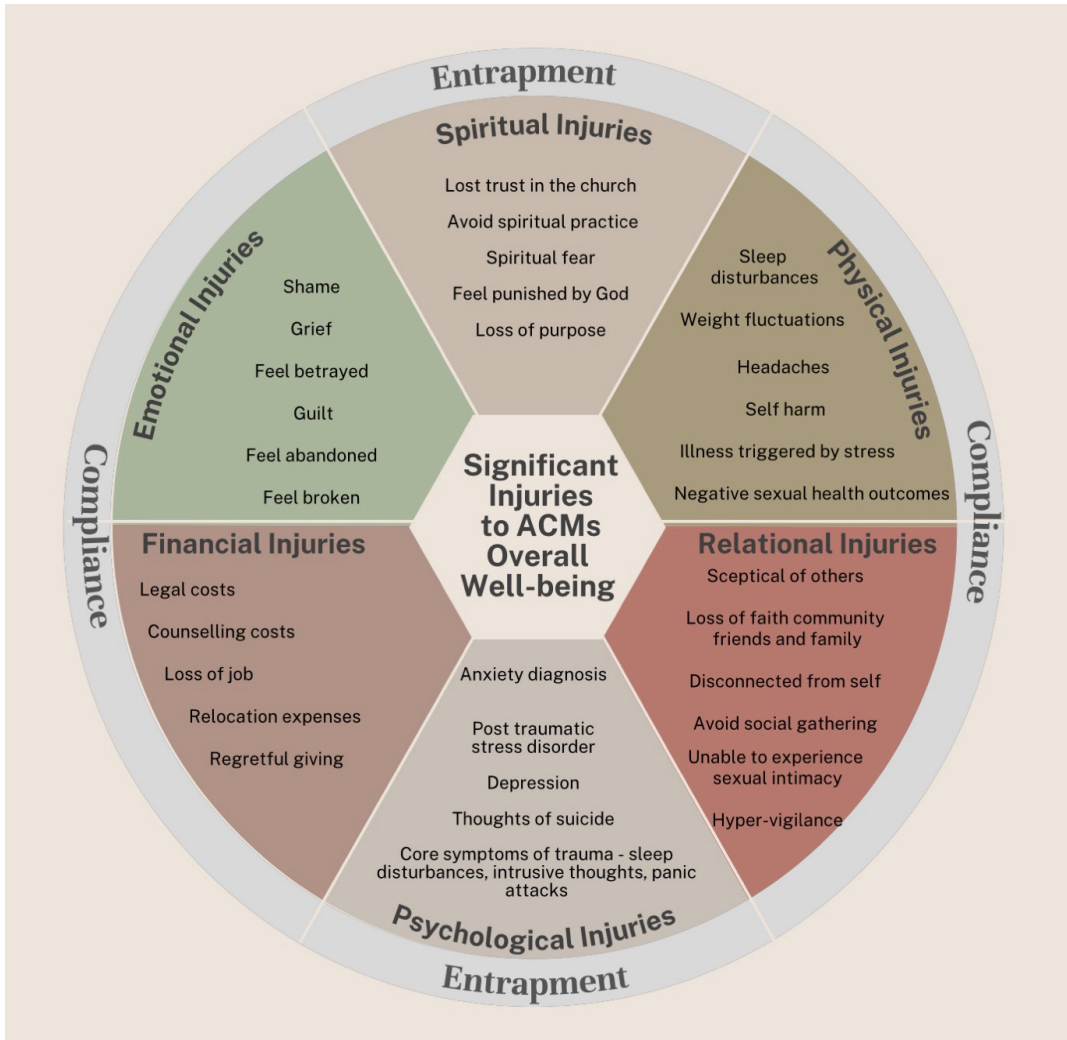 Entrapment
Spiritual Injuries
Lost trust in the church
Avoid spiritual practice
Spiritual fear
Feel punished by God
Loss of purpose
Physical Injuries
Sleep
disturbances
Weight fluctuations
Headaches
Self harm
Illness triggered by stress
Negative sexual health outcomes
Compliance
Relational Injuries
Sceptical of others
Loss of faith community
friends and family
Disconnected from self
Avoid social gathering
Unable to experience
sexual intimacy
Hyper-vigilance
Anxiety diagnosis
Post traumatic
stress disorder
Depression
Thoughts of suicide
Core symptoms of trauma - sleep
disturbances, intrusive thoughts, panic
attacks
Psychological Injuries
Entrapment
Financial Injuries
Legal costs
Counselling costs
Loss of job
Relocation expenses
Regretful giving
Compliance
Emotional Injuries
Shame
Grief
Feel betrayed
Guilt
Feel abandoned
Feel broken
Significant
Injuries
to ACMs
Overall
Well-being